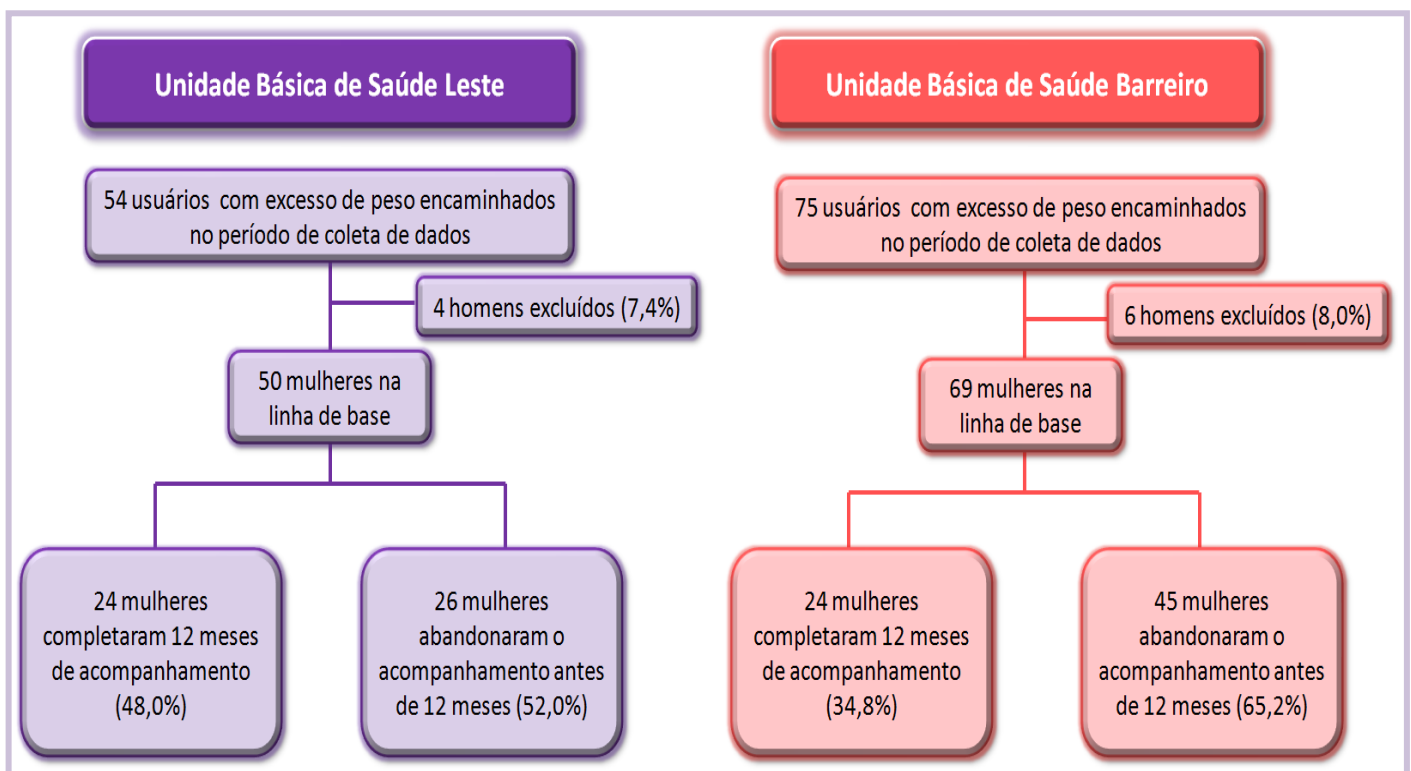 Unidade Básica de Saúde Leste
54 usuários com excesso de peso encaminhados
no período de coleta de dados
4 homens excluídos (7,4%)
50 mulheres na
linha de base
24 mulheres
completaram 12 meses
de acompanhamento
(48,0%)
26 mulheres
abandonaram o
acompanhamento antes
de 12 meses (52,0%)
Unidade Básica de Saúde Barreiro
75 usuários com excesso de peso encaminhados
no período de coleta de dados
6 homens excluídos (8,0%)
69 mulheres na
linha de base
24 mulheres
completaram 12 meses
de acompanhamento
(34,8%)
45 mulheres
abandonaram o
acompanhamento antes
de 12 meses (65,2%)